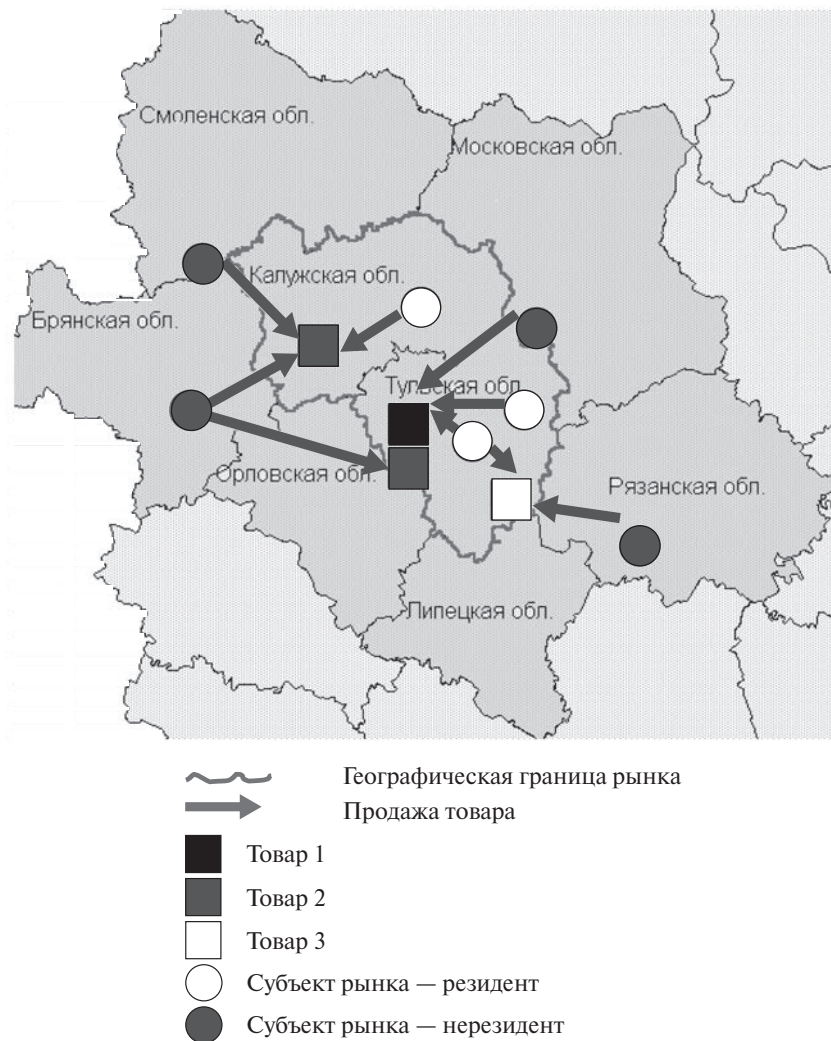 Смоленская обл.
Московская обл.
Калужская обл.
Брянская обл.
Тульская обл.
Орловская обл.
Рязанская обл.
Липецкая обл.
Географическая граница рынка
Продажа товара
Товар 1
Товар 2
Товар 3
Субъект рынка — резидент
Субъект рынка — нерезидент